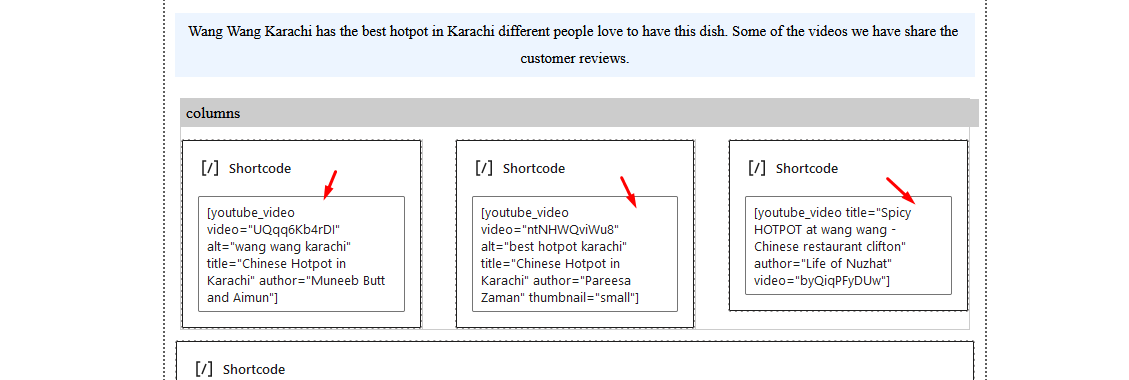 Wang Wang Karachi has the best hotpot in Karachi different people love to have this dish. Some of the videos we have share the
customer reviews.
columns
[/] Shortcode
[youtube_video
video="UQqq6Kb4rDI"
alt="wang wang karachi"
title="Chinese Hotpot in
Karachi" author="Muneeb Butt
and Aimun"]
[/] Shortcode
[youtube_video
video="ntNHWQviWu8"
alt="best hotpot karachi"
title="Chinese Hotpot in
Karachi" author="Pareesa
Zaman" thumbnail="small"]
[/] Shortcode
[youtube_video title="Spicy
HOTPOT at wang wang -
Chinese restaurant clifton"
author="Life of Nuzhat"
video="byQiqPFyDUw"]
[/] Shortcode